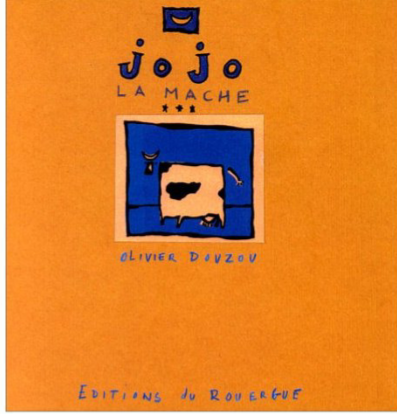 jojo
LA MACHE
OLIVIER DOUZOU
EDITIONS du ROUERGUE